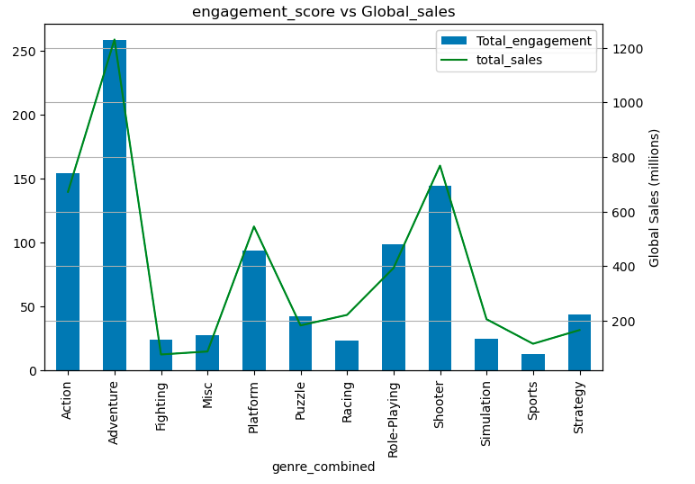 engagement_score vs Global_sales
Total_engagement
total_sales
250
200
150
100
50
0
1200
1000
800
600
400
200
Global Sales (millions)
Action
Adventure
Fighting
Misc
Platform
Puzzle
Racing
Role-Playing
Shooter
Simulation
Sports
Strategy
genre_combined